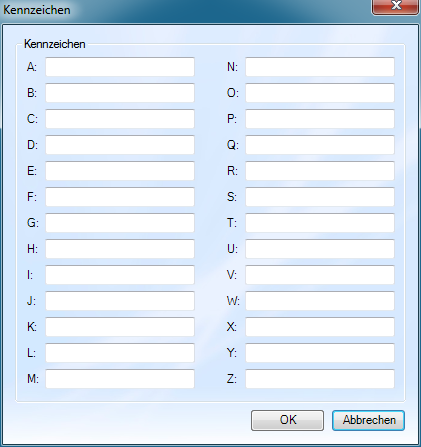 Kennzeichen
Kennzeichen
A:
B:
C:
D:
E:
F:
G:
H:
I:
J:
K:
L:
M:
N:
O:
P:
Q:
R:
S:
T:
U:
V:
W:
X:
Y:
Z:
OK
Abbrechen